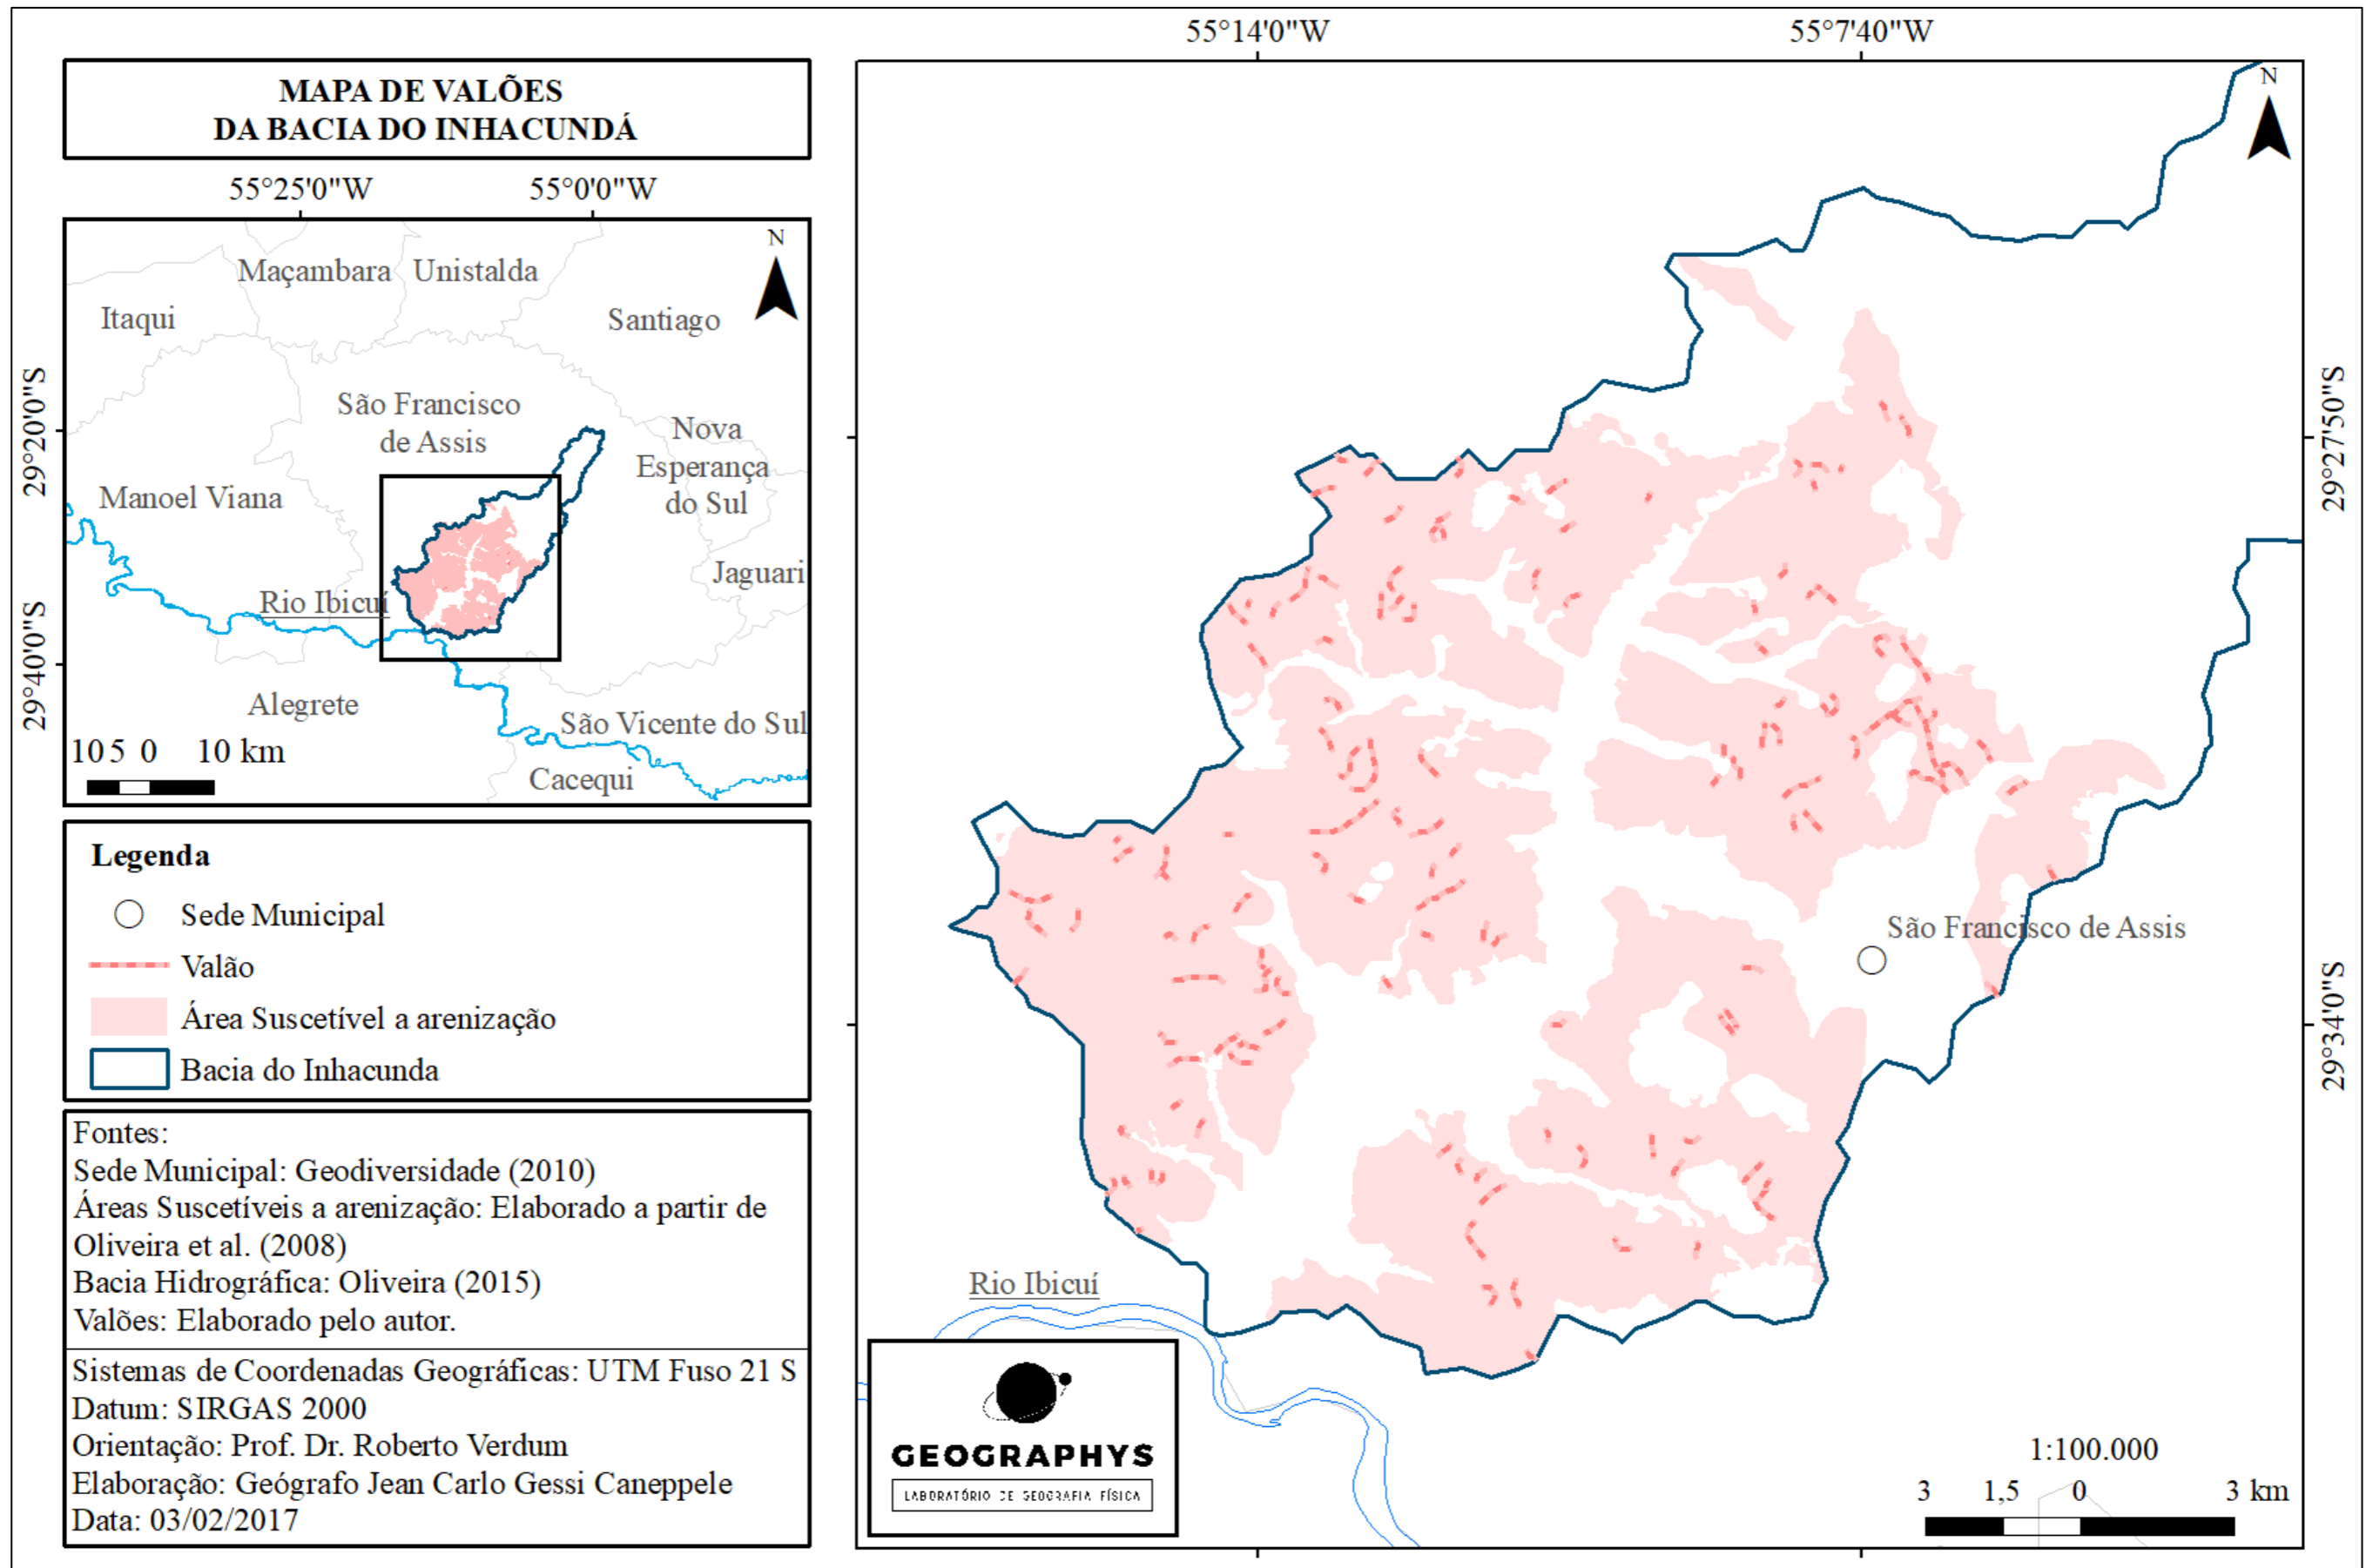 MAPA DE VALÕES
DA BACIA DO INHACUNDÁ
55°25'0"W 55°0'0"W
29°20'0"S
29°40'0"S
N
Maçambara Unistalda
Itaqui
Santiago
São Francisco
de Assis
Nova
Esperança
do Sul
Manoel Viana
Jaguari
Rio Ibicuí
Alegrete
São Vicente do Sul
Cacequi
10 5 0 10 km
Legenda
Sede Municipal
Valão
Área Suscetível a arenização
Bacia do Inhacunda
Fontes:
Sede Municipal: Geodiversidade (2010)
Áreas Suscetíveis a arenização: Elaborado a partir de
Oliveira et al. (2008)
Bacia Hidrográfica: Oliveira (2015)
Valões: Elaborado pelo autor.
Sistemas de Coordenadas Geográficas: UTM Fuso 21 S
Datum: SIRGAS 2000
Orientação: Prof. Dr. Roberto Verdum
Elaboração: Geógrafo Jean Carlo Gessi Caneppele
Data: 03/02/2017
55°14'0"W 55°7'40"W
N
29°27'50"S
29°34'0"S
São Francisco de Assis
Rio Ibicuí
GEOGRAPHYS
LABORATÓRIO DE GEOGRAFIA FÍSICA
1:100.000
3 1,5 0 3 km